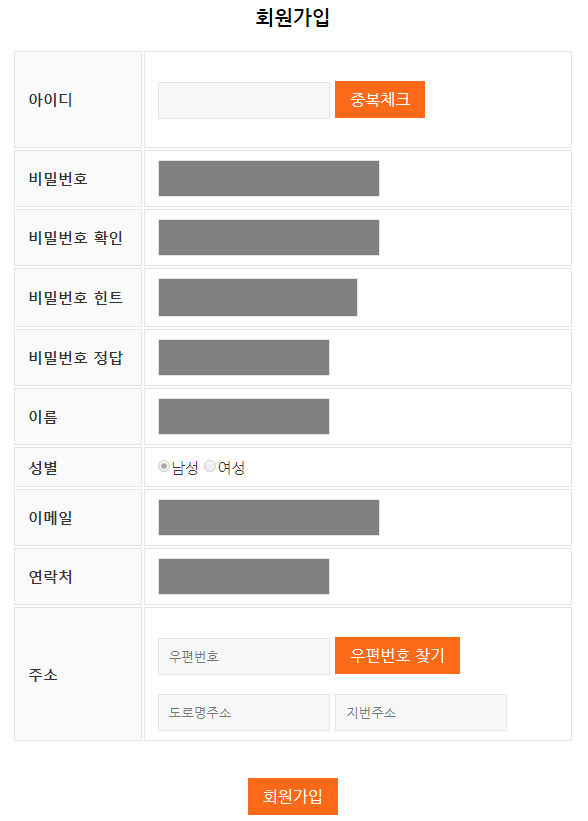 회원가입
아이디 중복체크
비밀번호
비밀번호 확인
비밀번호 힌트
비밀번호 정답
이름
성별 남성 여성
이메일
연락처
주소 우편번호 우편번호 찾기
도로명주소 지번주소
회원가입